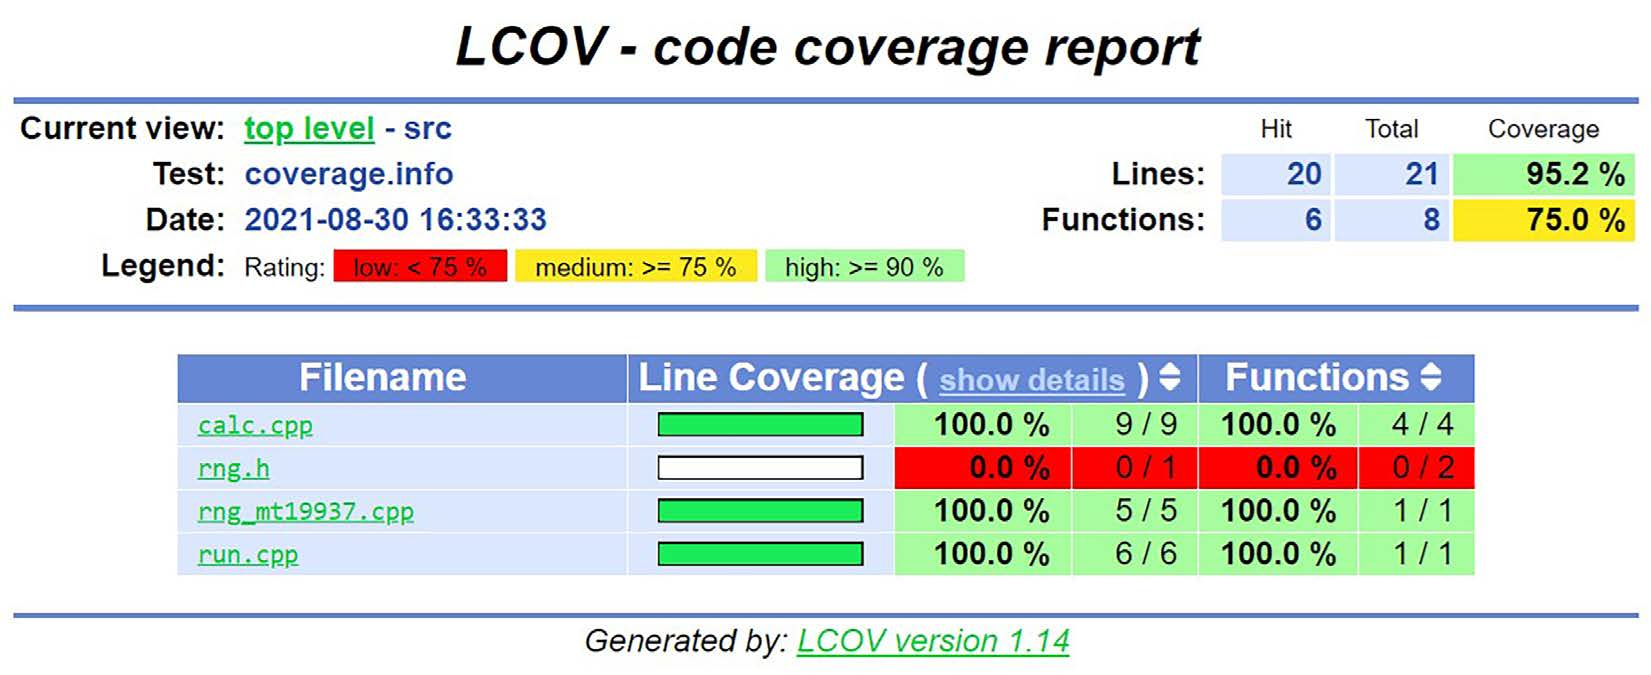 LCOV - code coverage report
Current view: top level - src
Test: coverage.info
Date: 2021-08-30 16:33:33
Legend: Rating: low: < 75 % medium: >= 75 % high: >= 90 %
Hit Total Coverage
Lines: 20 21 95.2 %
Functions: 6 8 75.0 %
Filename Line Coverage ( show details ) Functions
calc.cpp 100.0 % 9 / 9 100.0 % 4 / 4
rng.h 0.0 % 0 / 1 0.0 % 0 / 2
rng_mt19937.cpp 100.0 % 5 / 5 100.0 % 1 / 1
run.cpp 100.0 % 6 / 6 100.0 % 1 / 1
Generated by: LCOV version 1.14